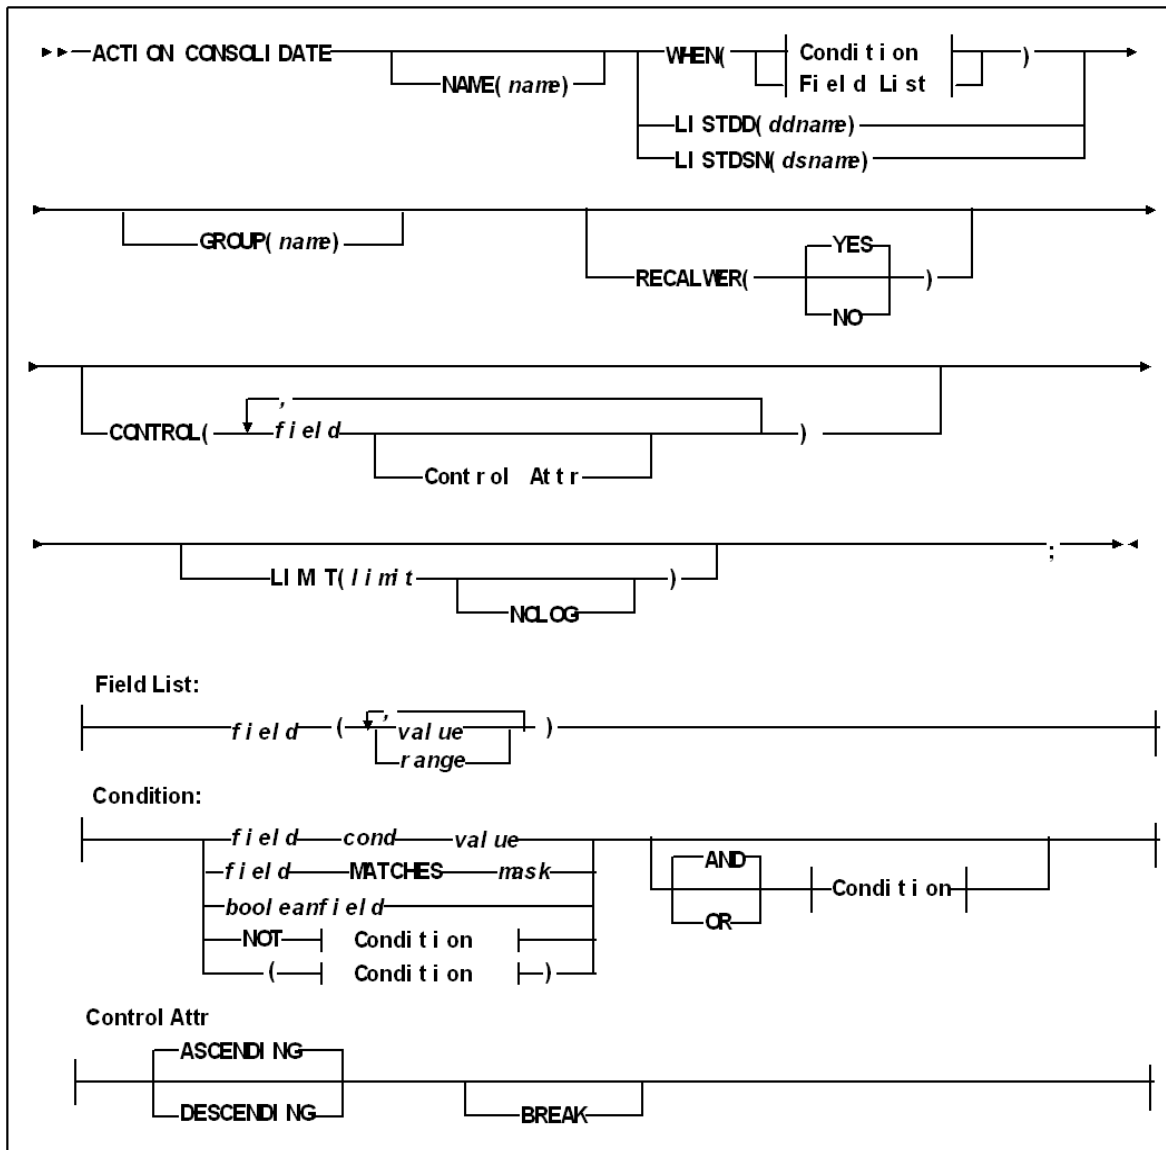 ACTION CONSOLIDATE WHEN( Condition )
NAME(name) Field List
LISTDD(ddname)
LISTDSN(dsname)
GROUP(name)
YES
RECALWER( )
NO
,
CONTROL( field )
Control Attr
;
LIMIT(limit )
NOLOG
Field List:
,
field ( value )
range
Condition:
field cond value
field MATCHES mask
AND
booleanfield
Condition
OR
NOT Condition
( Condition )
Control Attr
ASCENDING
DESCENDING
BREAK